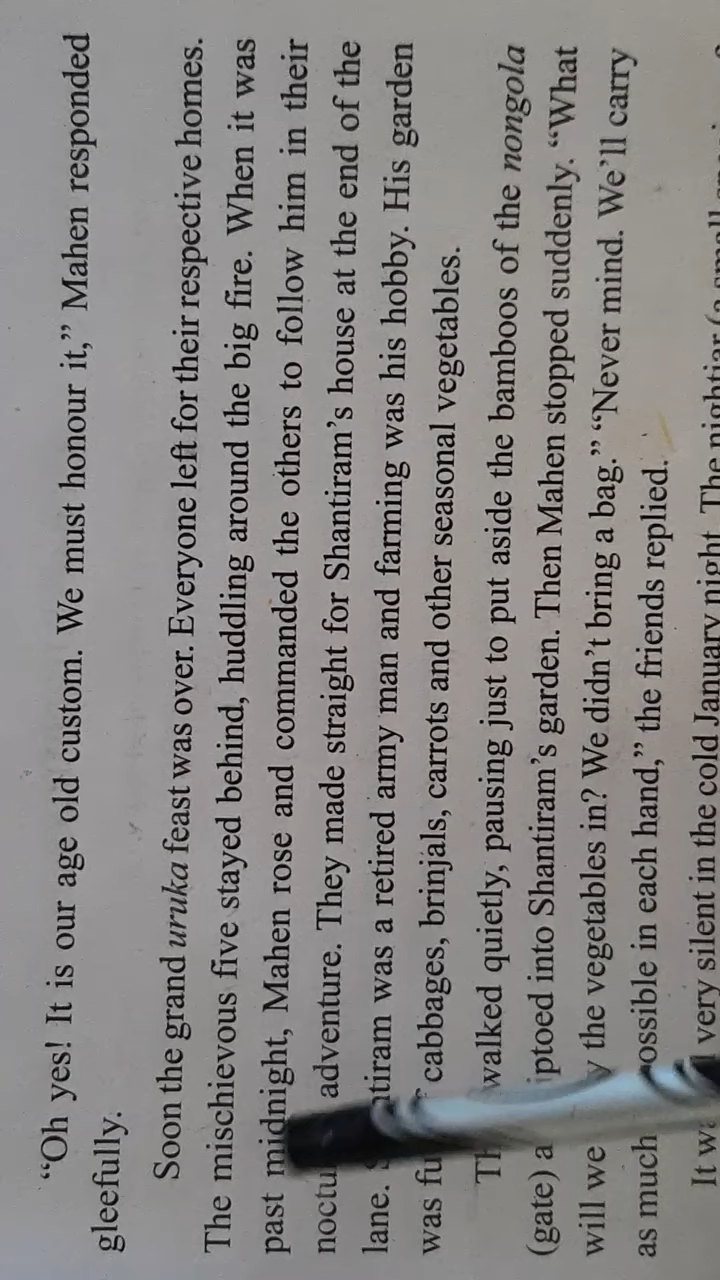 "Oh yes! It is our age old custom. We must honour it," Mahen responded
gleefully.
Soon the grand uruka feast was over. Everyone left for their respective homes.
The mischievous five stayed behind, huddling around the big fire. When it was
past midnight, Mahen rose and commanded the others to follow him in their
adventure. They made straight for Shantiram's house at the end of the
lane. was a retired army man and farming was his hobby. His garden
was cabbages, brinjals, carrots and other seasonal vegetables.
walked quietly, pausing just to put aside the bamboos of the nongola
(gate) into Shantiram's garden. Then Mahen stopped suddenly. "What
will we the vegetables in? We didn't bring a bag." "Never mind. We'll carry
as much in each hand," the friends replied.
It very silent in the cold January night. The